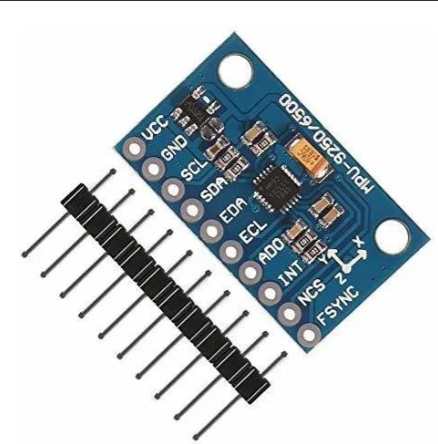 MPU-9250/6500
VCC
GND
SCL
SDA
EDA
ECL
ADO
INT
NCS
FSYNC
X
Y
Z